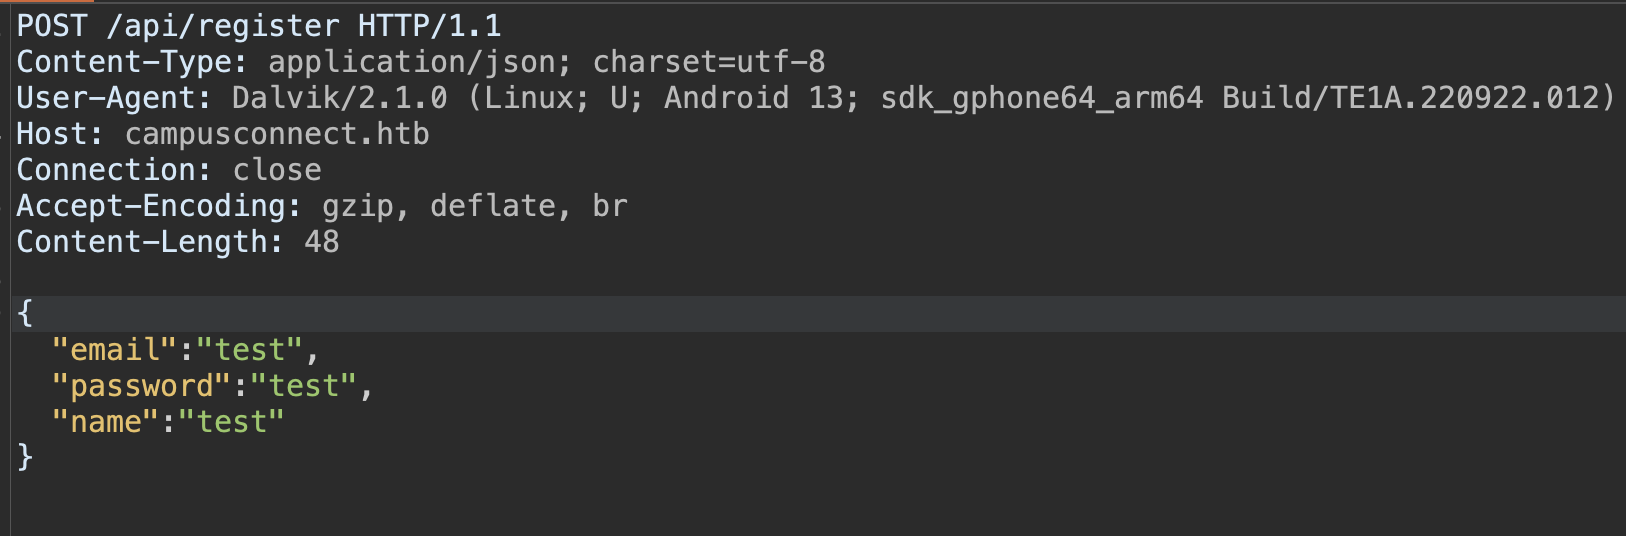 POST /api/register HTTP/1.1
Content-Type: application/json; charset=utf-8
User-Agent: Dalvik/2.1.0 (Linux; U; Android 13; sdk_gphone64_arm64 Build/TE1A.220922.012)
Host: campusconnect.htb
Connection: close
Accept-Encoding: gzip, deflate, br
Content-Length: 48
{
"email":"test",
"password":"test",
"name":"test"
}